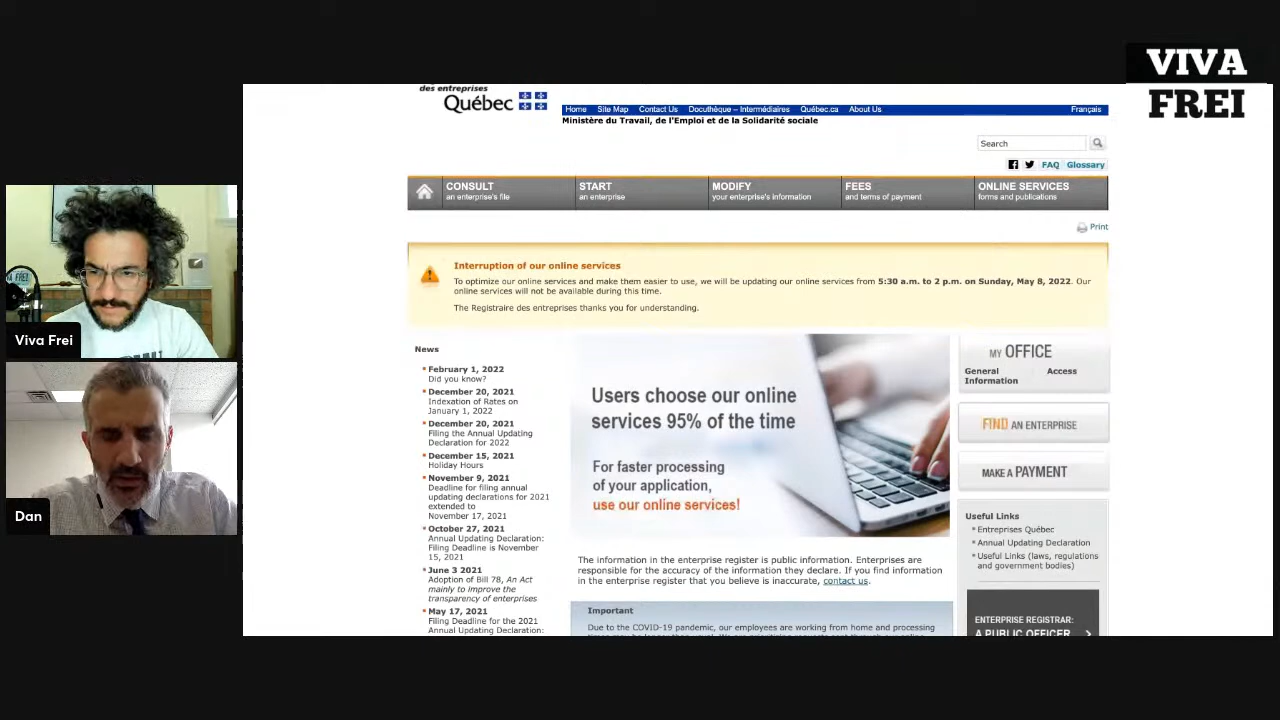 VIVA
FREI
des entreprises
Québec
Home Site Map Contact Us Docuthèque – Intermédiaires Québec.ca About Us Français
Ministère du Travail, de l'Emploi et de la Solidarité sociale
Search
FAQ Glossary
CONSULT
an enterprise's file
START
an enterprise
MODIFY
your enterprise's information
FEES
and terms of payment
ONLINE SERVICES
forms and publications
Print
Interruption of our online services
To optimize our online services and make them easier to use, we will be updating our online services from 5:30 a.m. to 2 p.m. on Sunday, May 8, 2022. Our
online services will not be available during this time.
The Registraire des entreprises thanks you for understanding.
Viva Frei
Dan
News
February 1, 2022
Did you know?
December 20, 2021
Indexation of Rates on
January 1, 2022
December 20, 2021
Filing the Annual Updating
Declaration for 2022
December 15, 2021
Holiday Hours
November 9, 2021
Deadline for filing annual
updating declarations for 2021
extended to
November 17, 2021
October 27, 2021
Annual Updating Declaration:
Filing Deadline is November
15, 2021
June 3 2021
Adoption of Bill 78, An Act
mainly to improve the
transparency of enterprises
May 17, 2021
Filing Deadline for the 2021
Annual Updating Declaration:
Users choose our online
services 95% of the time
For faster processing
of your application,
use our online services!
The information in the enterprise register is public information. Enterprises are
responsible for the accuracy of the information they declare. If you find information
in the enterprise register that you believe is inaccurate, contact us.
Important
Due to the COVID-19 pandemic, our employees are working from home and processing
MY OFFICE
General
Information
Access
FIND AN ENTERPRISE
MAKE A PAYMENT
Useful Links
Entreprises Québec
Annual Updating Declaration
Useful Links (laws, regulations
and government bodies)
ENTERPRISE REGISTRAR:
A PUBLIC OFFICER